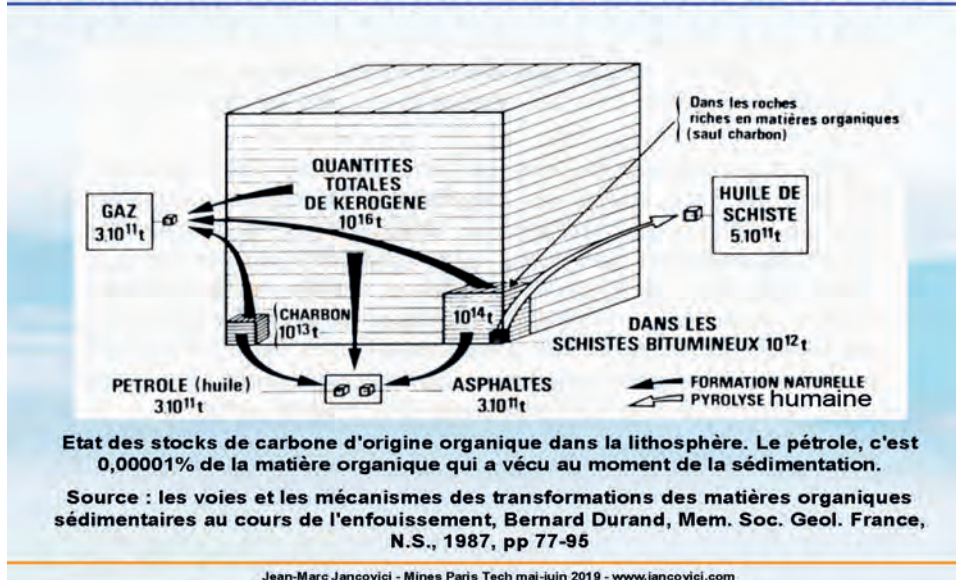 Dans les roches
riches en matières organiques
(sauf charbon)
QUANTITES
TOTALES
DE KEROGENE
10¹⁶t
GAZ
3.10¹¹t
HUILE DE
SCHISTE
5.10¹¹t
(CHARBON
10¹³t
10¹⁴t
DANS LES
SCHISTES BITUMINEUX 10¹²t
PETROLE (huile)
3.10¹¹t
ASPHALTES
3.10¹¹t
FORMATION NATURELLE
PYROLYSE humaine
Etat des stocks de carbone d'origine organique dans la lithosphère. Le pétrole, c'est
0,00001% de la matière organique qui a vécu au moment de la sédimentation.
Source : les voies et les mécanismes des transformations des matières organiques
sédimentaires au cours de l'enfouissement, Bernard Durand, Mem. Soc. Geol. France,
N.S., 1987, pp 77-95
Jean-Marc Jancovici - Mines Paris Tech mai-juin 2019 - www.jancovici.com